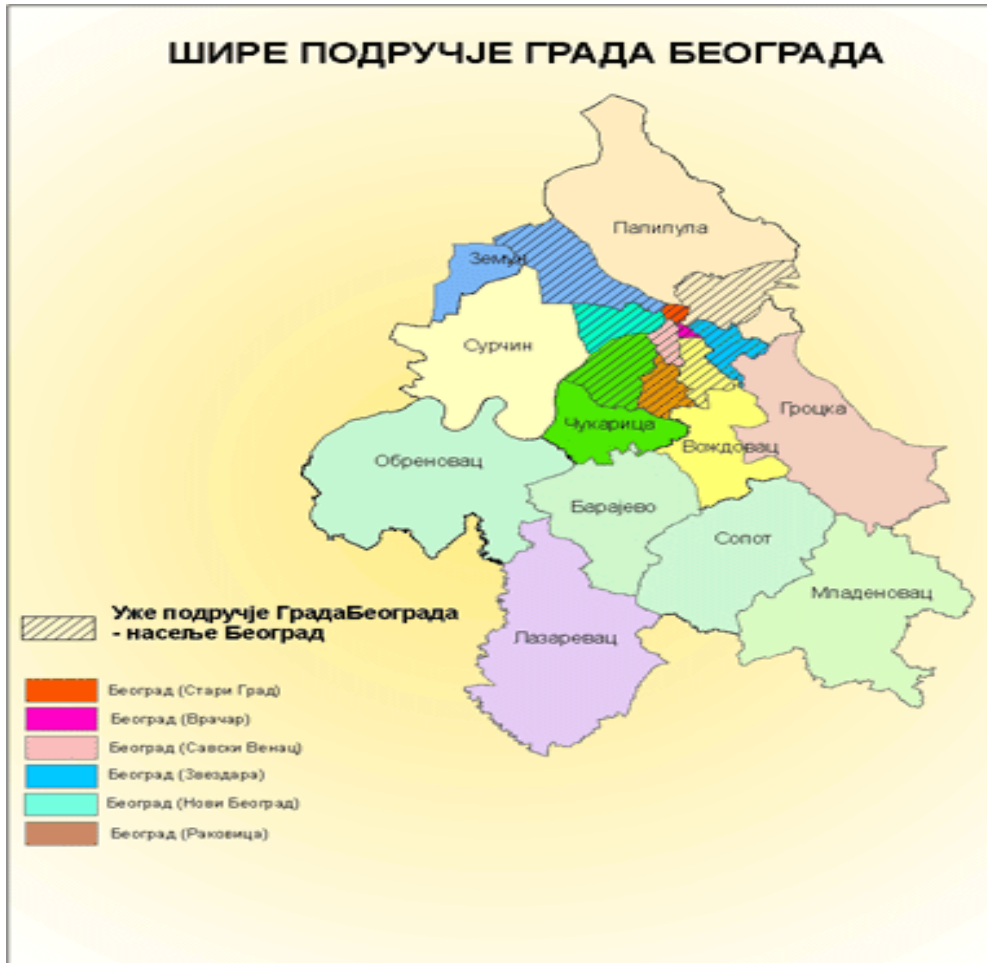 ШИРЕ ПОДРУЧЈЕ ГРАДА БЕОГРАДА
Палилула
Земун
Сурчин
Гроцка
Чукарица
Вождовац
Обреновац
Барајево
Сопот
Младеновац
Лазаревац
Уже подручје ГрадаБеограда
- насеље Београд
Београд (Стари Град)
Београд (Врачар)
Београд (Савски Венац)
Београд (Звездара)
Београд (Нови Београд)
Београд (Раковица)